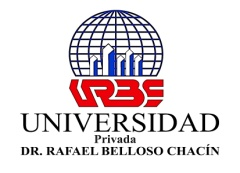 URBE
UNIVERSIDAD
Privada
DR. RAFAEL BELLOSO CHACÍN